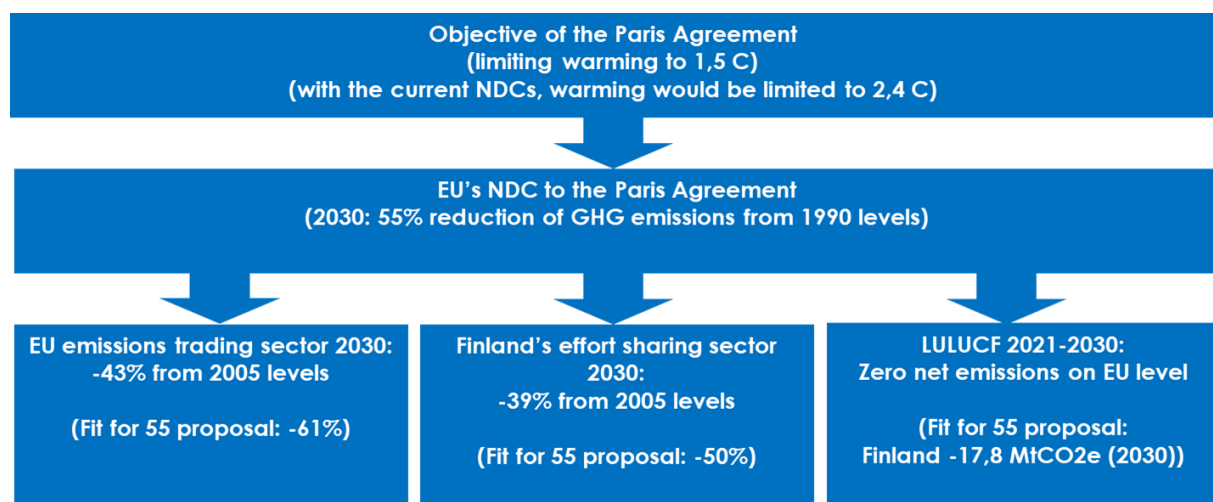 Objective of the Paris Agreement
(limiting warming to 1,5 C)
(with the current NDCs, warming would be limited to 2,4 C)
EU's NDC to the Paris Agreement
(2030: 55% reduction of GHG emissions from 1990 levels)
EU emissions trading sector 2030:
-43% from 2005 levels
(Fit for 55 proposal: -61%)
Finland's effort sharing sector
2030:
-39% from 2005 levels
(Fit for 55 proposal: -50%)
LULUCF 2021-2030:
Zero net emissions on EU level
(Fit for 55 proposal:
Finland -17,8 MtCO2e (2030))